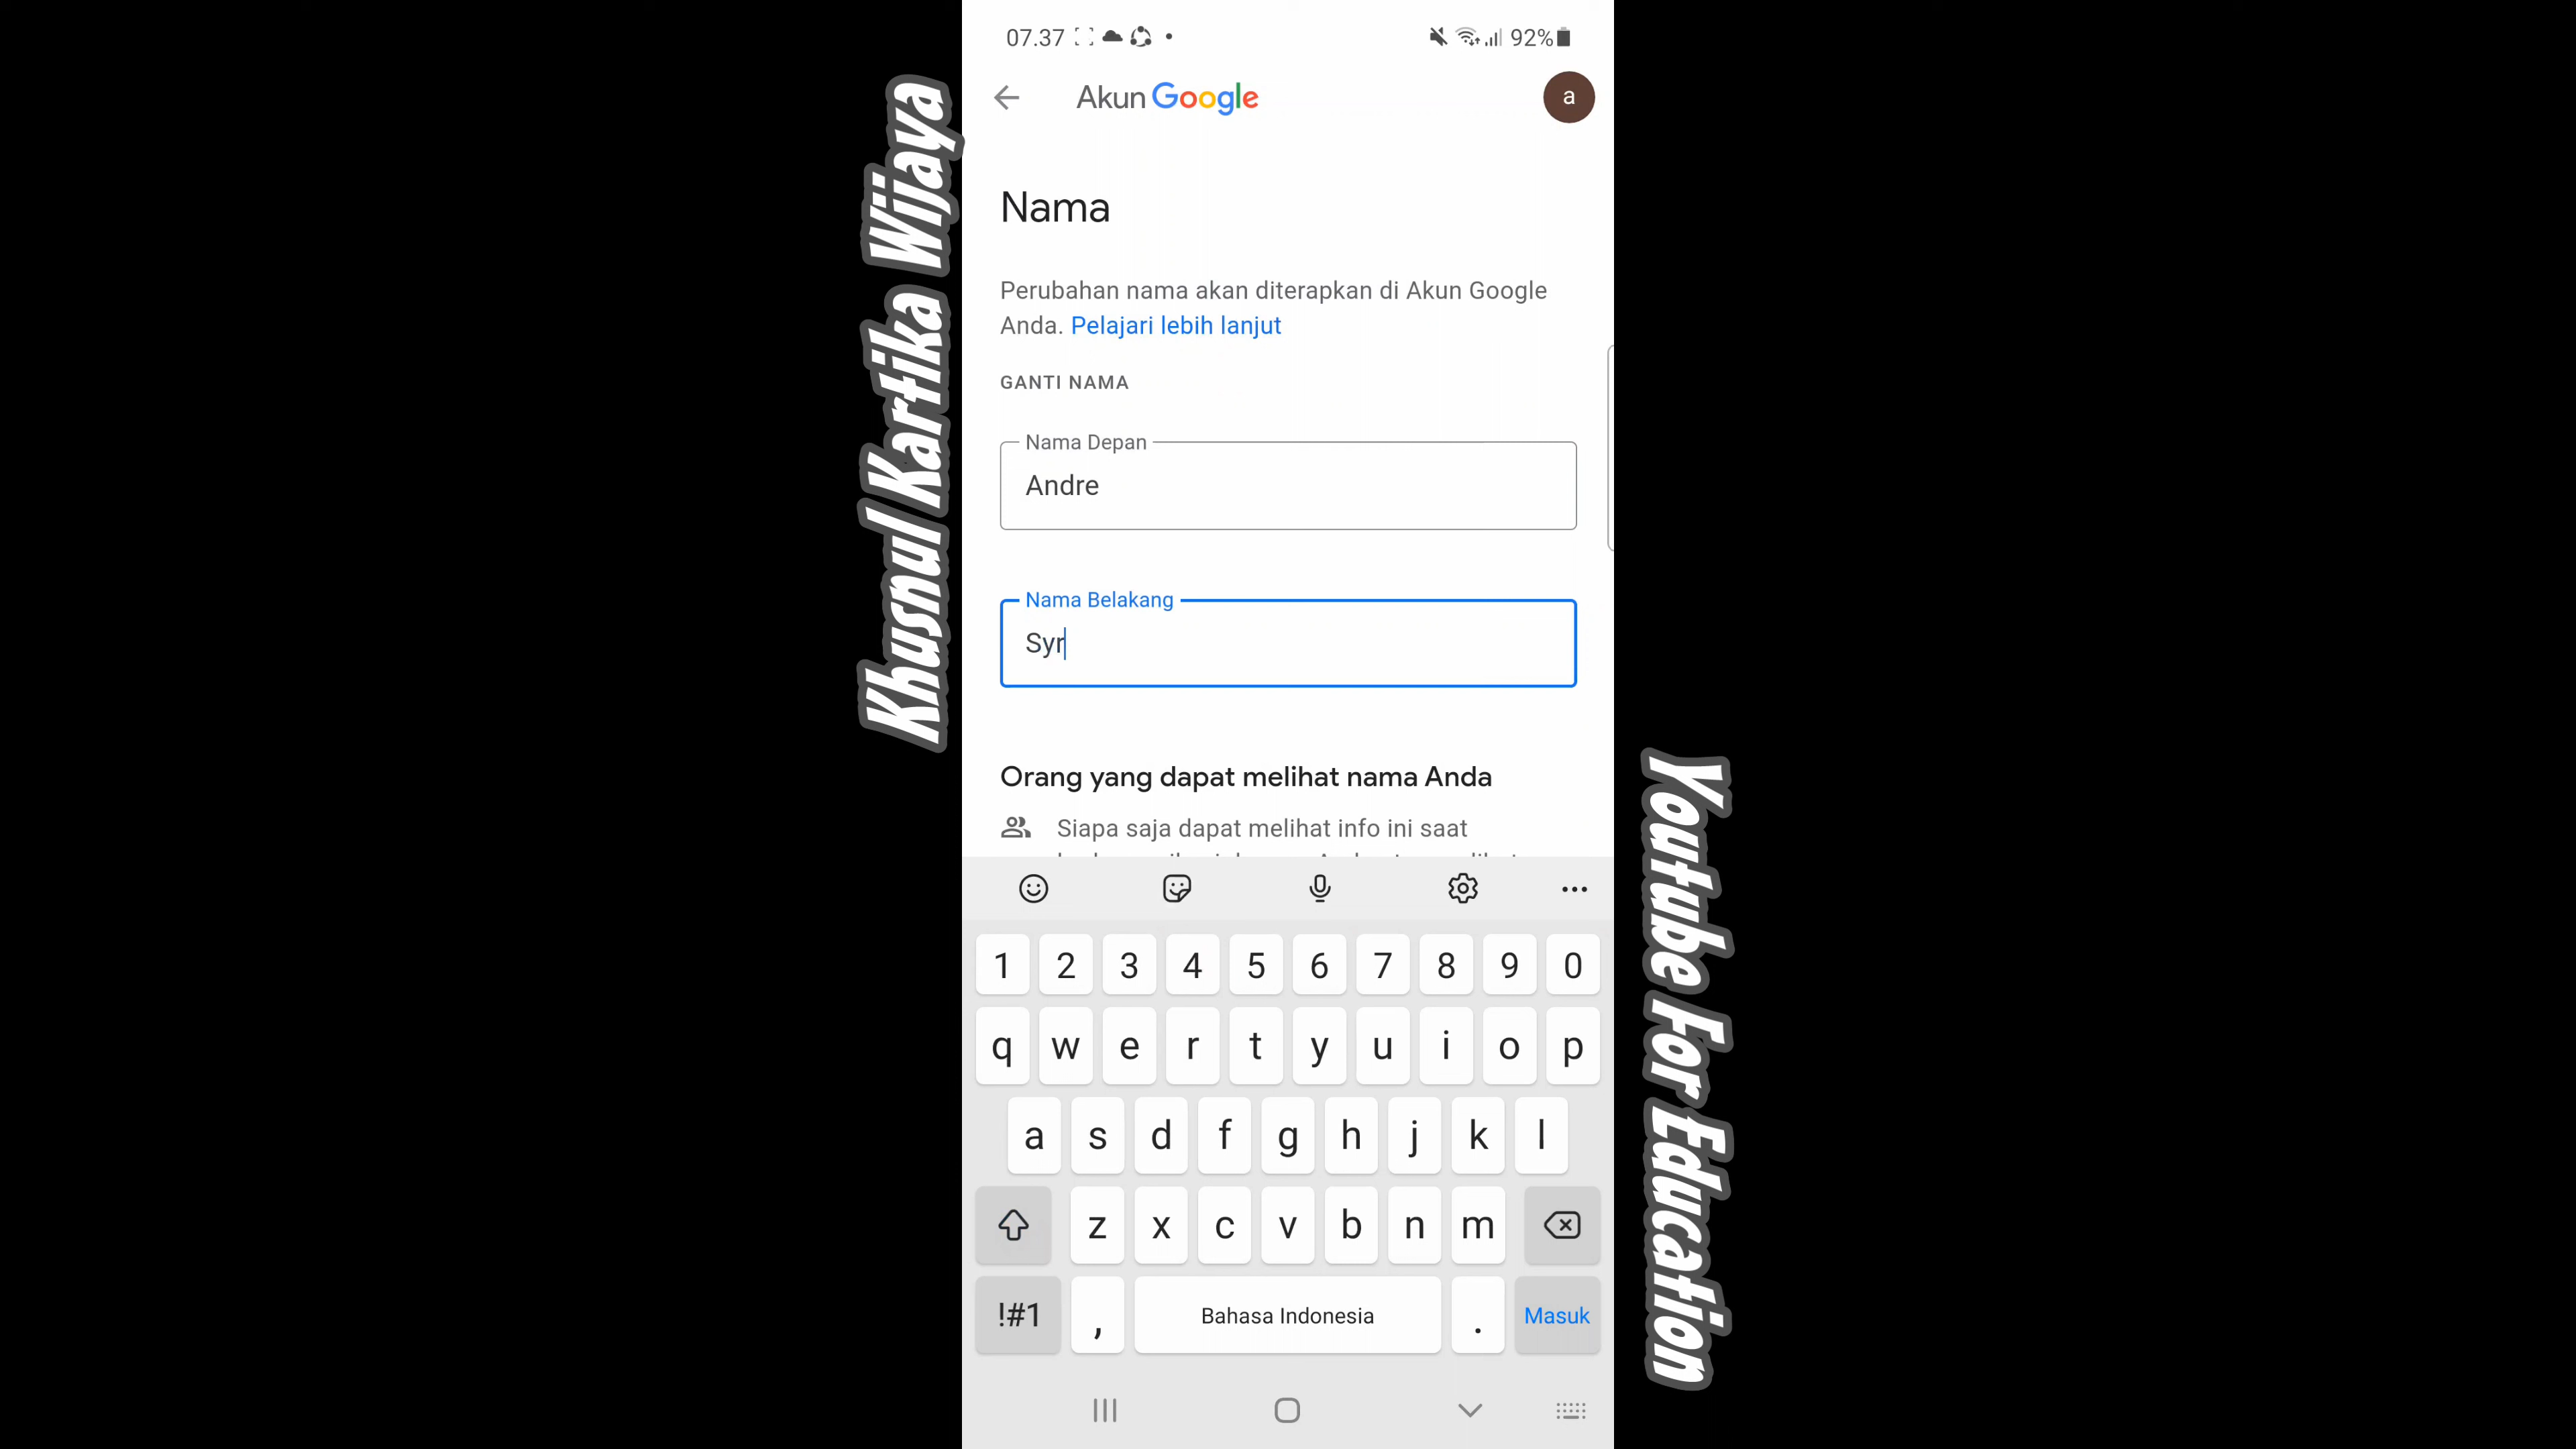 Khusnul Kartika Wijaya
07.37
92%
Akun Google
a
Nama
Perubahan nama akan diterapkan di Akun Google
Anda. Pelajari lebih lanjut
GANTI NAMA
Nama Depan
Andre
Nama Belakang
Syr
Orang yang dapat melihat nama Anda
Siapa saja dapat melihat info ini saat
1 2 3 4 5 6 7 8 9 0
q w e r t y u i o p
a s d f g h j k l
z x c v b n m
!#1 , Bahasa Indonesia . Masuk
Youtube For Education